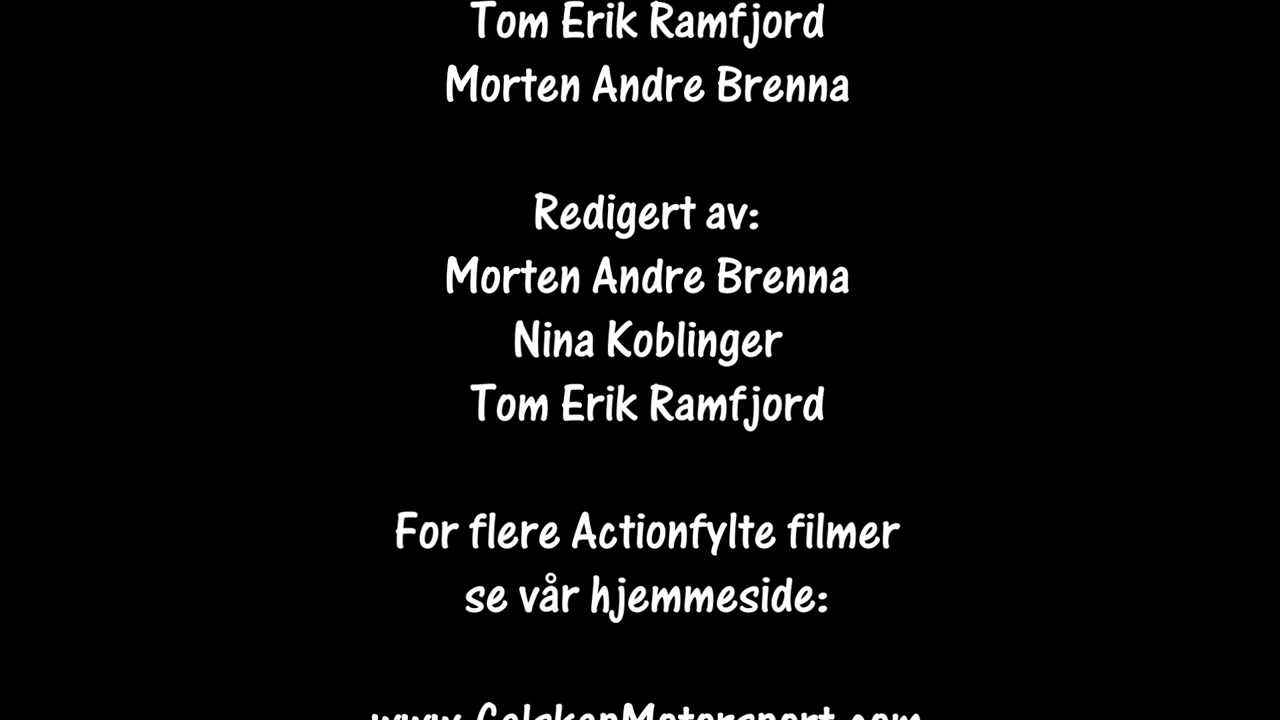 Tom Erik Ramfjord
Morten Andre Brenna
Redigert av:
Morten Andre Brenna
Nina Koblinger
Tom Erik Ramfjord
For flere Actionfylte filmer
se vår hjemmeside: